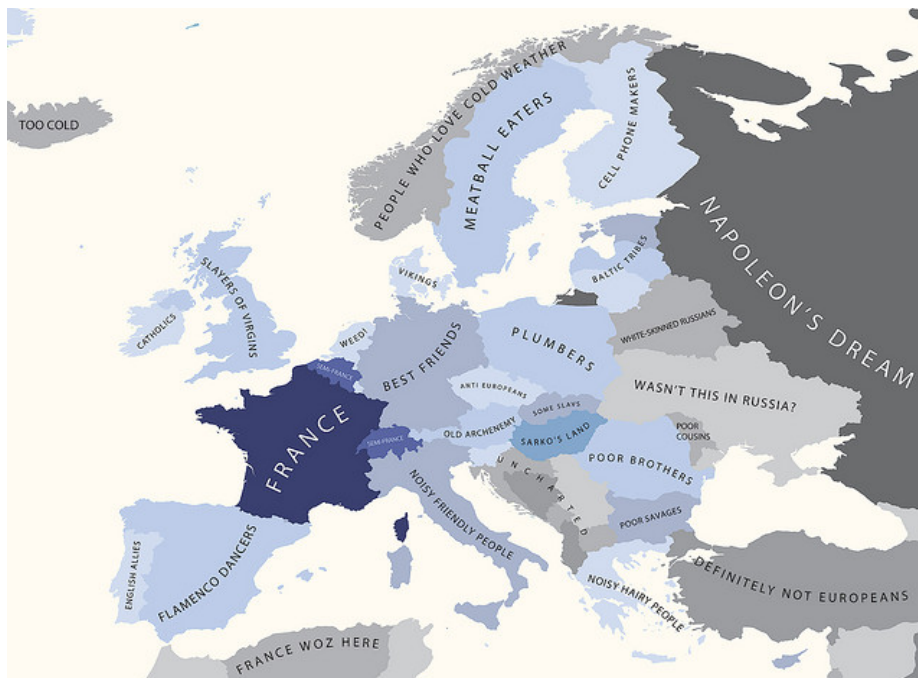 TOO COLD
PEOPLE WHO LOVE COLD WEATHER
MEATBALL EATERS
CELL PHONE MAKERS
NAPOLEON'S DREAM
SLAYERS OF VIRGINS
CATHOLICS
VIKINGS
BALTIC TRIBES
WEED!
BEST FRIENDS
PLUMBERS
WHITE-SKINNED RUSSIANS
SEMI-FRANCE
ANTI EUROPEANS
WASN'T THIS IN RUSSIA?
FRANCE
SEMI-FRANCE
OLD ARCHENEMY
SOME SLAVS
SARKO'S LAND
POOR
COUSINS
POOR BROTHERS
UNCHARTED
NOISY FRIENDLY PEOPLE
POOR SAVAGES
ENGLISH ALLIES
FLAMENCO DANCERS
NOISY HAIRY PEOPLE
DEFINITELY NOT EUROPEANS
FRANCE WOZ HERE